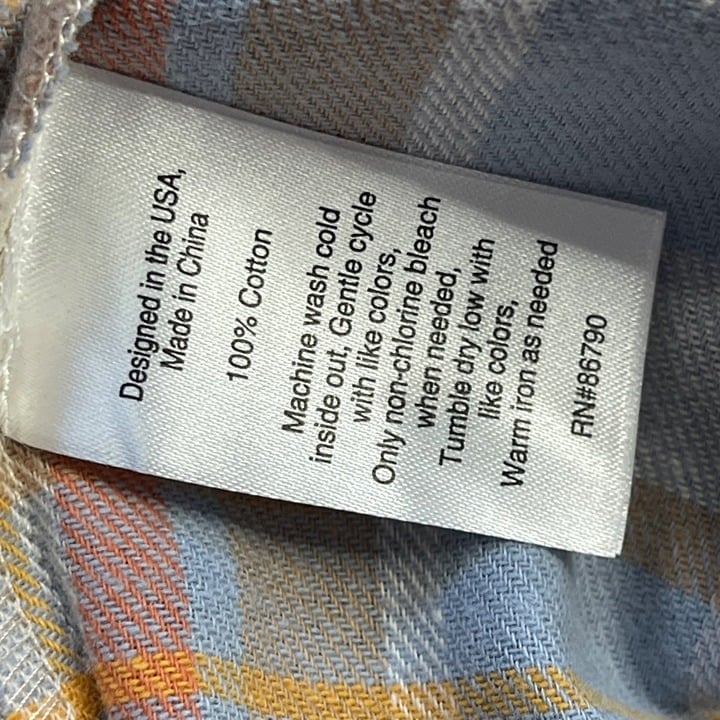 Designed in the USA,
Made in China
100% Cotton
Machine wash cold
inside out, Gentle cycle
with like colors,
Only non-chlorine bleach
when needed,
Tumble dry low with
like colors,
Warm iron as needed
RN#86790